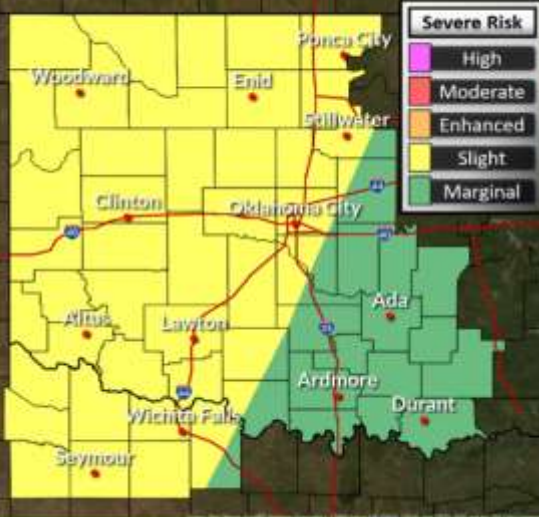 Severe Risk
High
Moderate
Enhanced
Slight
Marginal
Ponca City
Woodward
Enid
Stillwater
Clinton
Oklahoma City
Ada
Altus
Lawton
Ardmore
Durant
Wichita Falls
Seymour